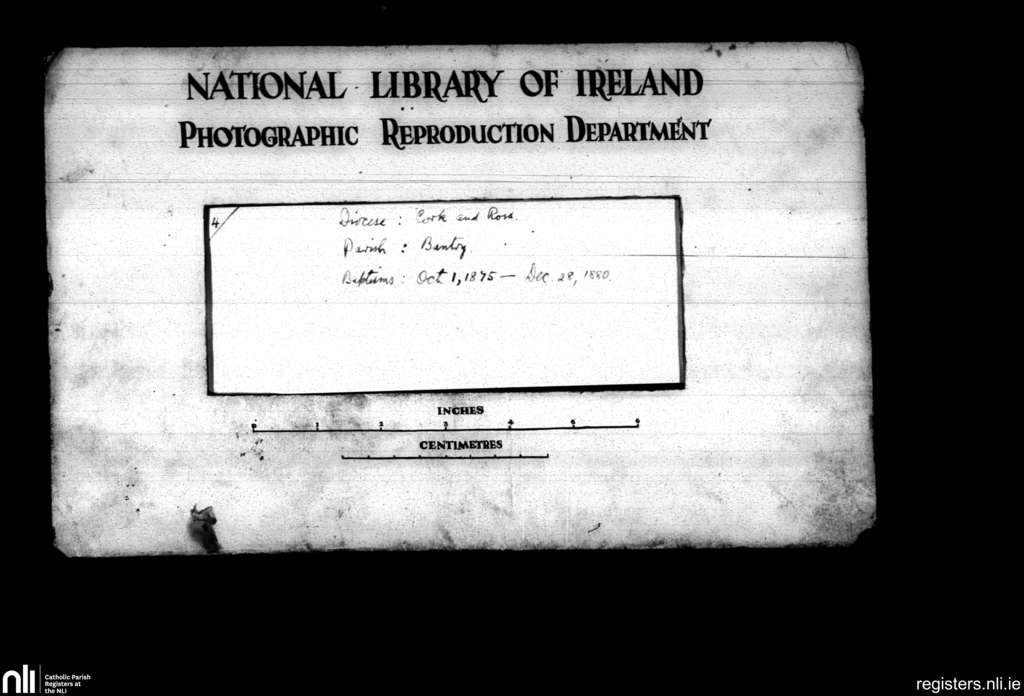 NATIONAL LIBRARY OF IRELAND
PHOTOGRAPHIC REPRODUCTION DEPARTMENT
4/
Diocese : Cork and Ross.
Parish : Bantry.
Baptisms : Oct 1, 1875 — Dec. 28, 1880.
INCHES
0 1 2 3 4 5 6
CENTIMETRES
nli Catholic Parish
Registers at
the NLI
registers.nli.ie